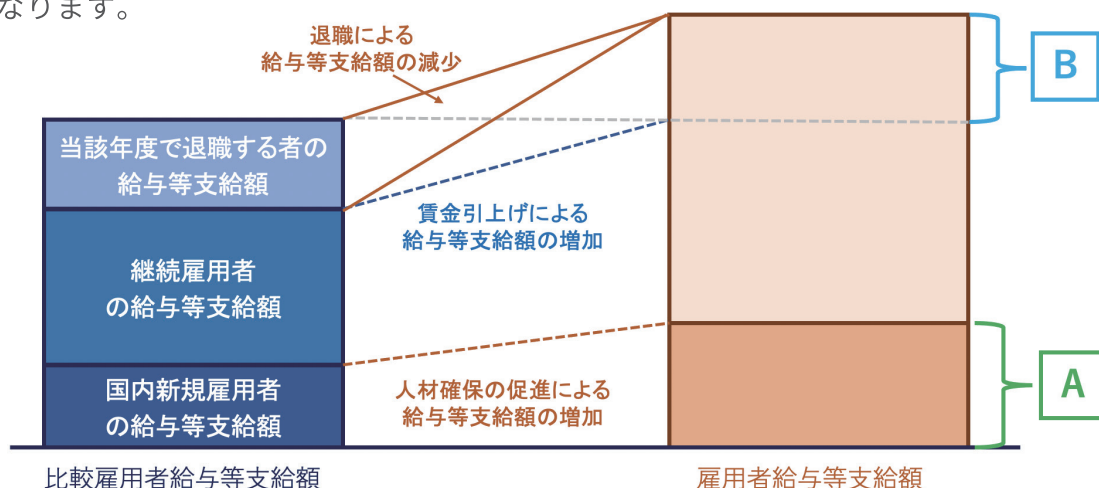 なります。
退職による
給与等支給額の減少
B
当該年度で退職する者の
給与等支給額
賃金引上げによる
給与等支給額の増加
継続雇用者
の給与等支給額
国内新規雇用者
の給与等支給額
人材確保の促進による
給与等支給額の増加
A
比較雇用者給与等支給額
雇用者給与等支給額